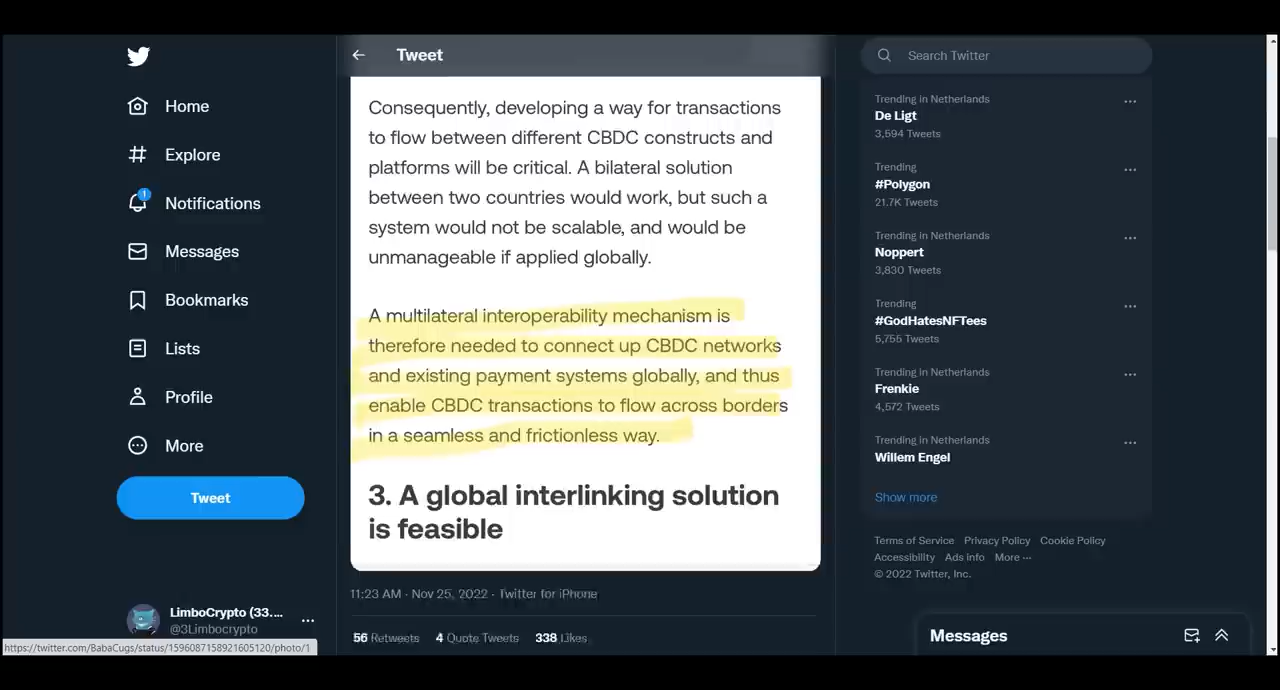 Home
Explore
1
Notifications
Messages
Bookmarks
Lists
Profile
More
Tweet
LimboCrypto (33....
@3Limbocrypto
https://twitter.com/BabaCugs/status/1596087158921605120/photo/1
Tweet
Consequently, developing a way for transactions
to flow between different CBDC constructs and
platforms will be critical. A bilateral solution
between two countries would work, but such a
system would not be scalable, and would be
unmanageable if applied globally.
A multilateral interoperability mechanism is
therefore needed to connect up CBDC networks
and existing payment systems globally, and thus
enable CBDC transactions to flow across borders
in a seamless and frictionless way.
3. A global interlinking solution
is feasible
11:23 AM · Nov 25, 2022 · Twitter for iPhone
56 Retweets 4 Quote Tweets 338 Likes
Search Twitter
Trending in Netherlands
De Ligt
3,594 Tweets
Trending
#Polygon
21.7K Tweets
Trending in Netherlands
Noppert
3,830 Tweets
Trending
#GodHatesNFTees
5,755 Tweets
Trending in Netherlands
Frenkie
4,572 Tweets
Trending in Netherlands
Willem Engel
Show more
Terms of Service Privacy Policy Cookie Policy
Accessibility Ads info More ···
© 2022 Twitter, Inc.
Messages